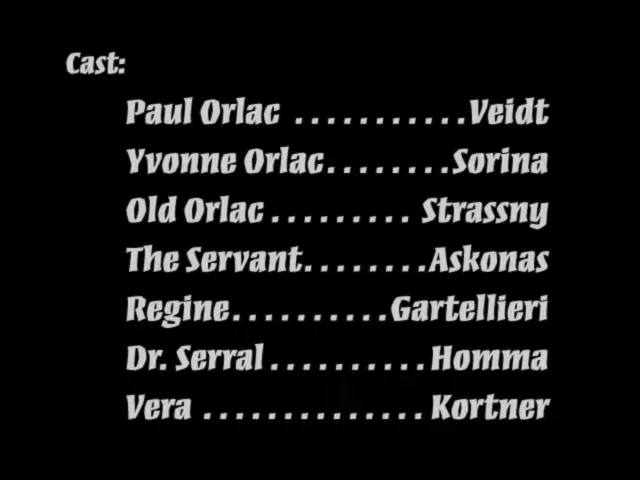 Cast:
Paul Orlac ...........Veidt
Yvonne Orlac........Sorina
Old Orlac......... Strassny
The Servant........Askonas
Regine..........Gartellieri
Dr. Serral..........Homma
Vera .............. Kortner